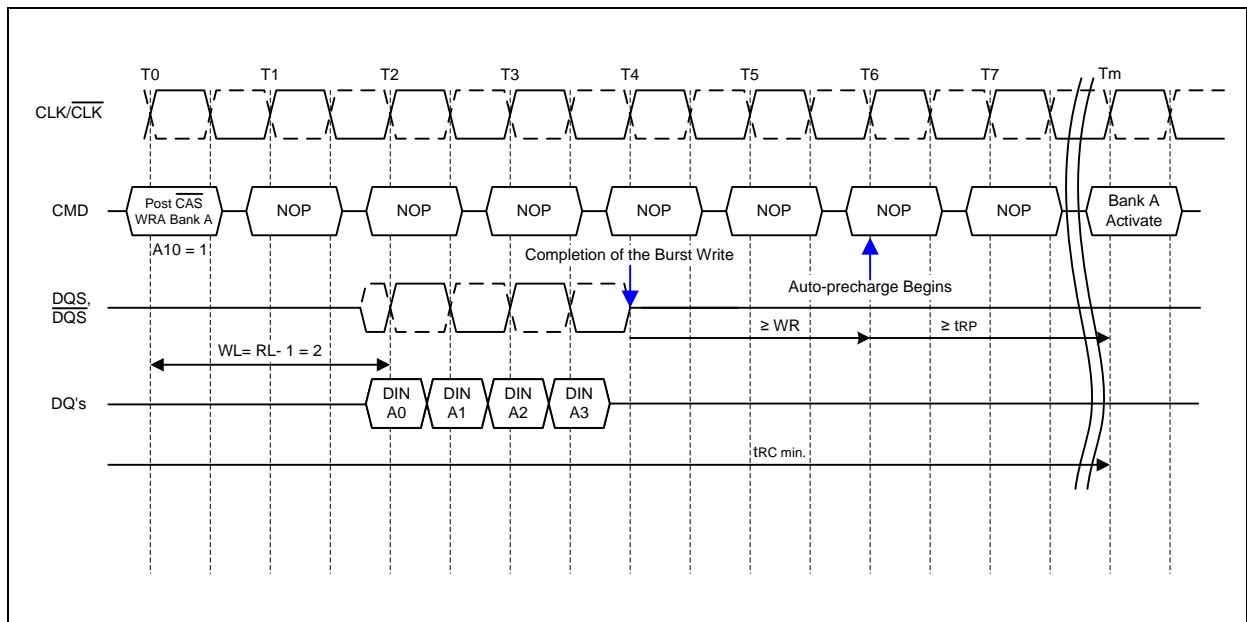 T0 T1 T2 T3 T4 T5 T6 T7 Tm
CLK/CLK
CMD
Post CAS
WRA Bank A
NOP NOP NOP NOP NOP NOP NOP
Bank A
Activate
A10 = 1
Completion of the Burst Write
Auto-precharge Begins
DQS,
DQS
≥ WR
≥ tRP
WL= RL- 1 = 2
DQ's
DIN
A0
DIN
A1
DIN
A2
DIN
A3
tRC min.